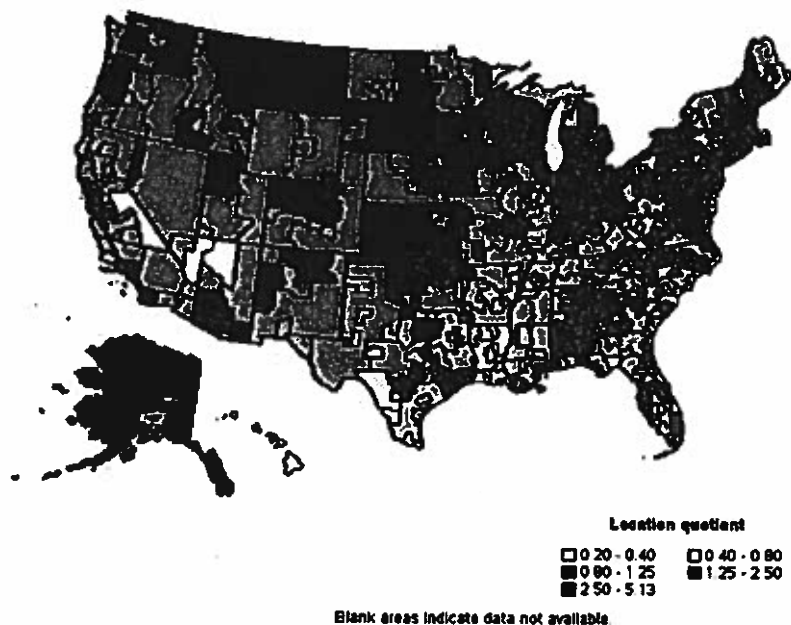 Location quotient
0.20 - 0.40 0.40 - 0.80
0.80 - 1.25 1.25 - 2.50
2.50 - 5.13
Blank areas indicate data not available.